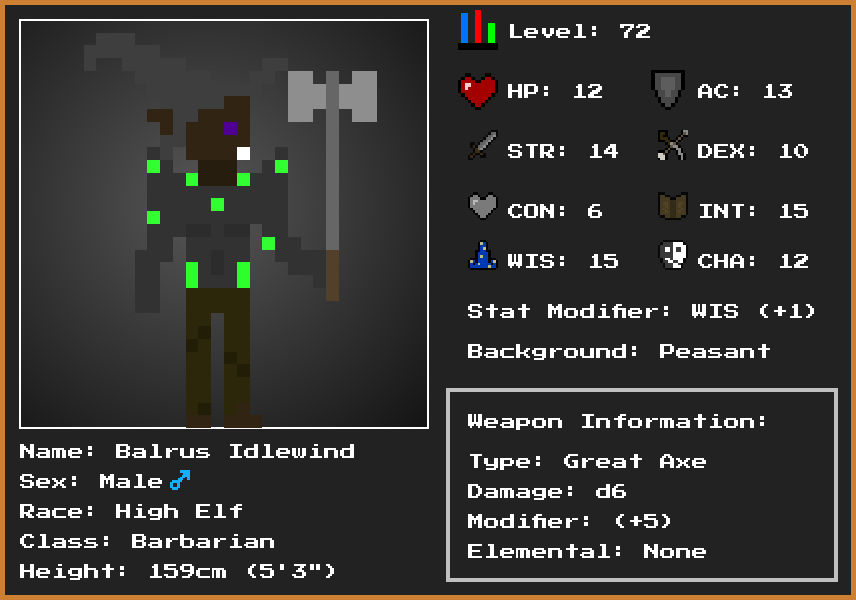 Level: 72
HP: 12
AC: 13
STR: 14
DEX: 10
CON: 6
INT: 15
WIS: 15
CHA: 12
Stat Modifier: WIS (+1)
Background: Peasant
Weapon Information:
Type: Great Axe
Damage: d6
Modifier: (+5)
Elemental: None
Name: Balrus Idlewind
Sex: Male♂
Race: High Elf
Class: Barbarian
Height: 159cm (5'3")